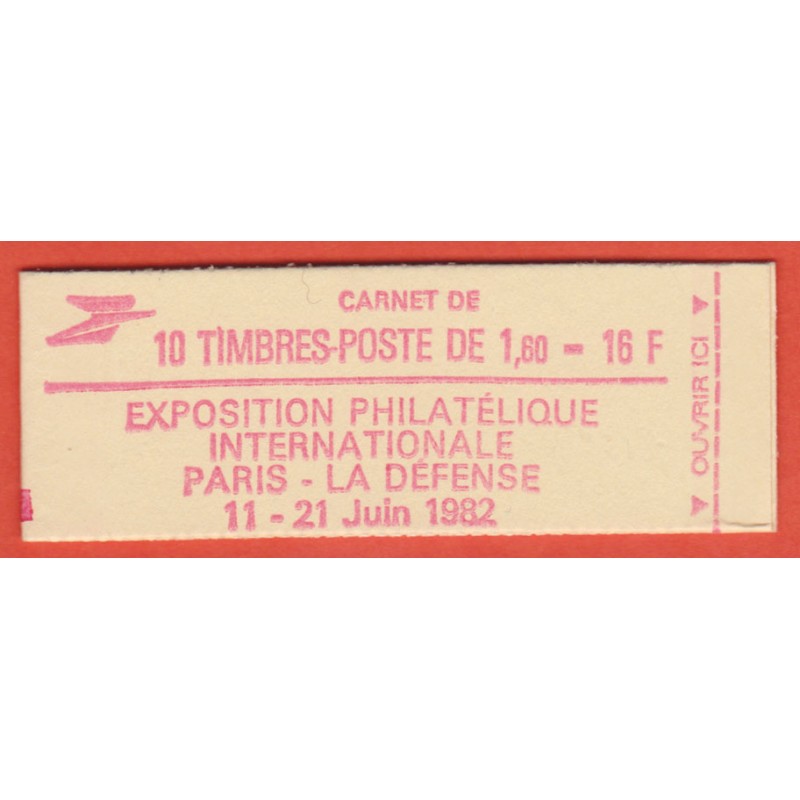 CARNET DE
10 TIMBRES-POSTE DE 1,60 - 16 F
EXPOSITION PHILATÉLIQUE
INTERNATIONALE
PARIS - LA DÉFENSE
11 - 21 Juin 1982
OUVRIR ICI